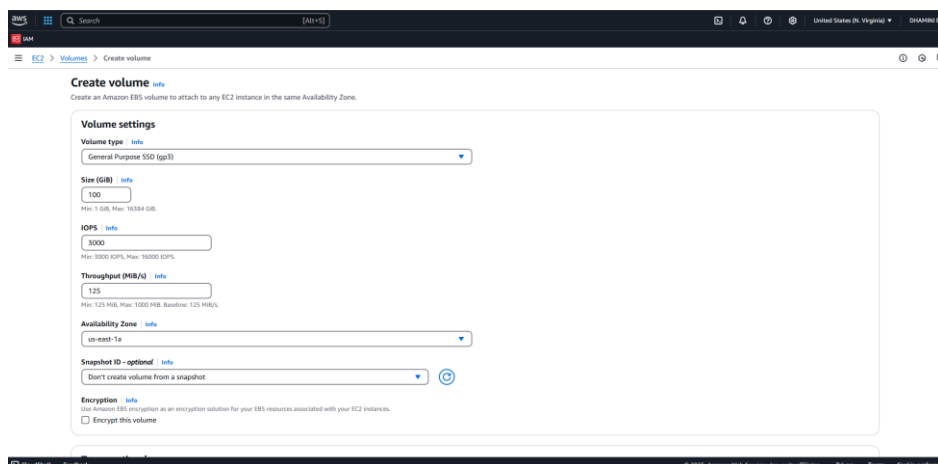 aws
Search [Alt+S]
United States (N. Virginia) ▼ DHAMINI
IAM
EC2 > Volumes > Create volume
Create volume Info
Create an Amazon EBS volume to attach to any EC2 instance in the same Availability Zone.
Volume settings
Volume type | Info
General Purpose SSD (gp3)
Size (GiB) | Info
100
Min: 1 GiB, Max: 16384 GiB.
IOPS | Info
3000
Min: 3000 IOPS, Max: 16000 IOPS.
Throughput (MiB/s) | Info
125
Min: 125 MiB, Max: 1000 MiB. Baseline: 125 MiB/s.
Availability Zone | Info
us-east-1a
Snapshot ID - optional | Info
Don't create volume from a snapshot
Encryption | Info
Use Amazon EBS encryption as an encryption solution for your EBS resources associated with your EC2 instances.
Encrypt this volume